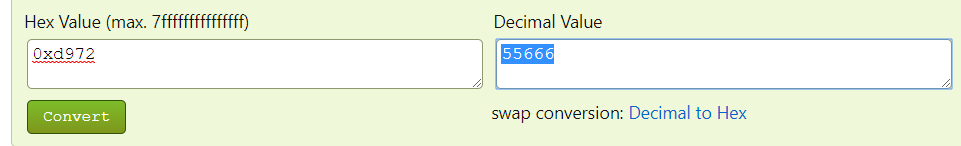 Hex Value (max. 7fffffffffffffff)
Decimal Value
0xd972
55666
Convert
swap conversion: Decimal to Hex